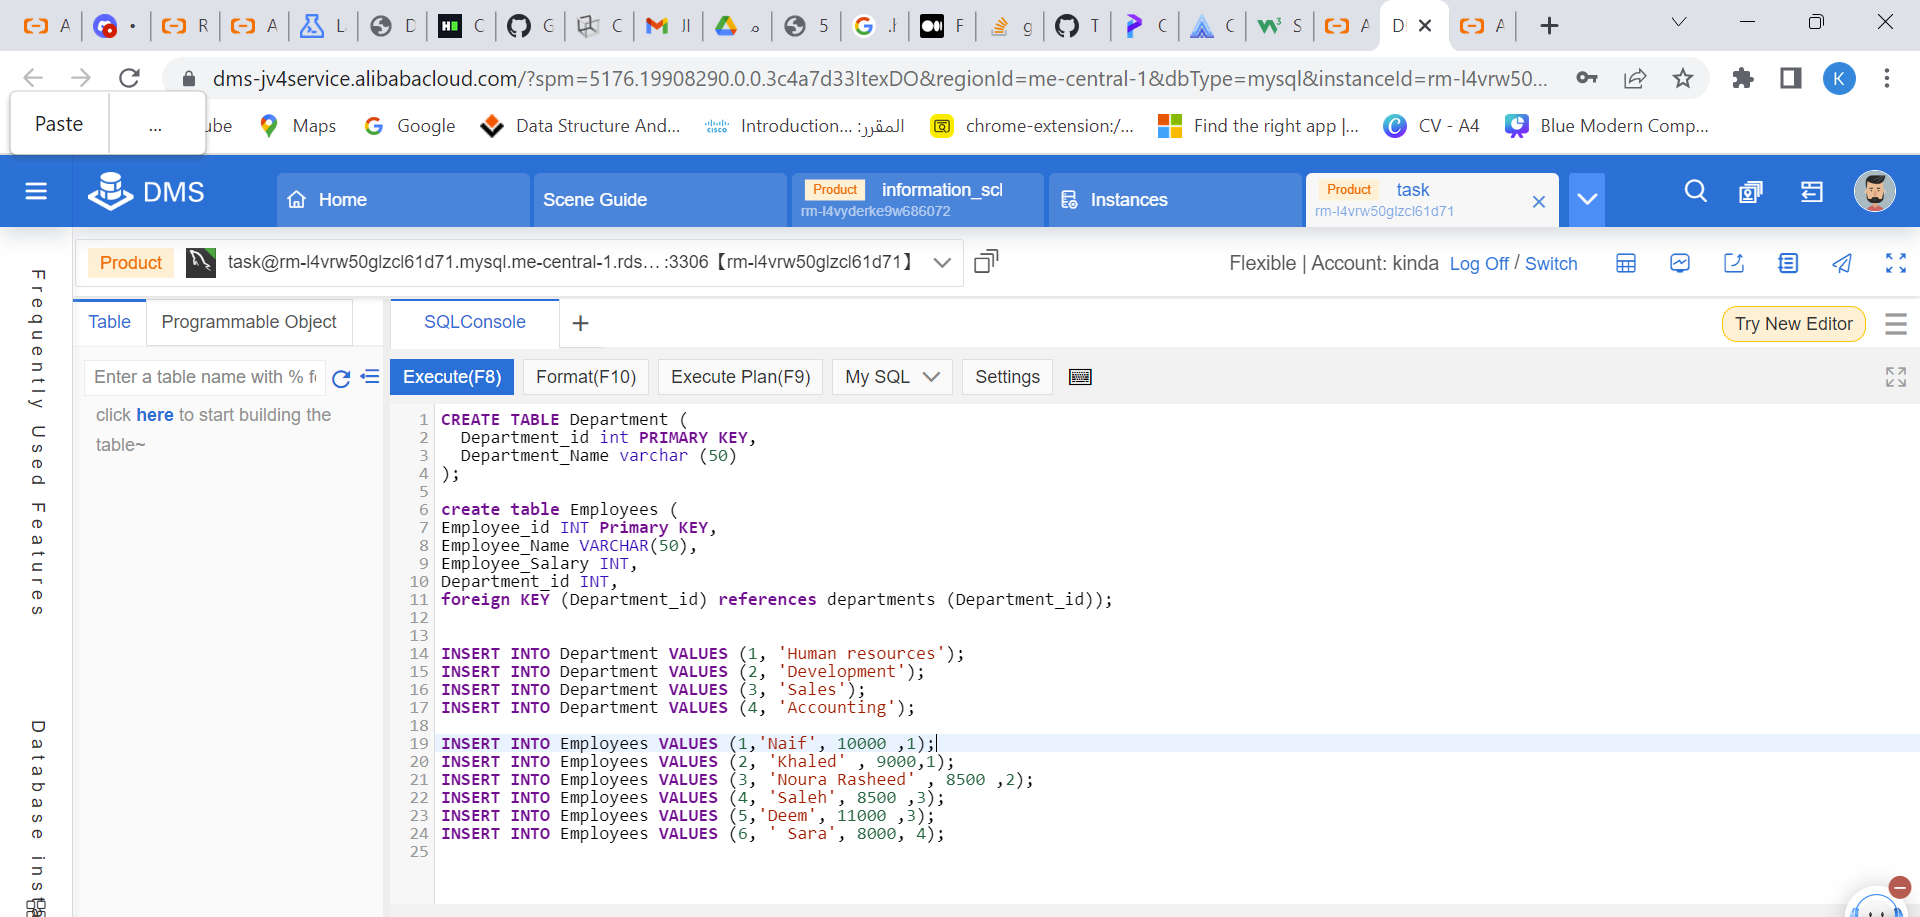 A
R
A
L
D
C
G
C
JI
م
5
.h
F
g
T
C
C
S
A
D
A
dms-jv4service.alibabacloud.com/?spm=5176.19908290.0.0.3c4a7d33ItexDO&regionId=me-central-1&dbType=mysql&instanceId=rm-l4vrw50...
K
Paste
...
ube
Maps
Google
Data Structure And...
Introduction... :المقرر
chrome-extension:/...
Find the right app |...
CV - A4
Blue Modern Comp...
DMS
Home
Scene Guide
Product information_scl
rm-l4vyderke9w686072
Instances
Product task
rm-l4vrw50glzcl61d71
Product
task@rm-l4vrw50glzcl61d71.mysql.me-central-1.rds... :3306【rm-l4vrw50glzcl61d71】
Flexible | Account: kinda Log Off / Switch
Frequently Used Features
Database inst
Table
Programmable Object
SQLConsole
+
Try New Editor
Enter a table name with % fo
click here to start building the
table~
Execute(F8)
Format(F10)
Execute Plan(F9)
My SQL
Settings
1 CREATE TABLE Department (
2 Department_id int PRIMARY KEY,
3 Department_Name varchar (50)
4 );
5
6 create table Employees (
7 Employee_id INT Primary KEY,
8 Employee_Name VARCHAR(50),
9 Employee_Salary INT,
10 Department_id INT,
11 foreign KEY (Department_id) references departments (Department_id));
12
13
14 INSERT INTO Department VALUES (1, 'Human resources');
15 INSERT INTO Department VALUES (2, 'Development');
16 INSERT INTO Department VALUES (3, 'Sales');
17 INSERT INTO Department VALUES (4, 'Accounting');
18
19 INSERT INTO Employees VALUES (1,'Naif', 10000 ,1);
20 INSERT INTO Employees VALUES (2, 'Khaled' , 9000,1);
21 INSERT INTO Employees VALUES (3, 'Noura Rasheed' , 8500 ,2);
22 INSERT INTO Employees VALUES (4, 'Saleh', 8500 ,3);
23 INSERT INTO Employees VALUES (5,'Deem', 11000 ,3);
24 INSERT INTO Employees VALUES (6, ' Sara', 8000, 4);
25